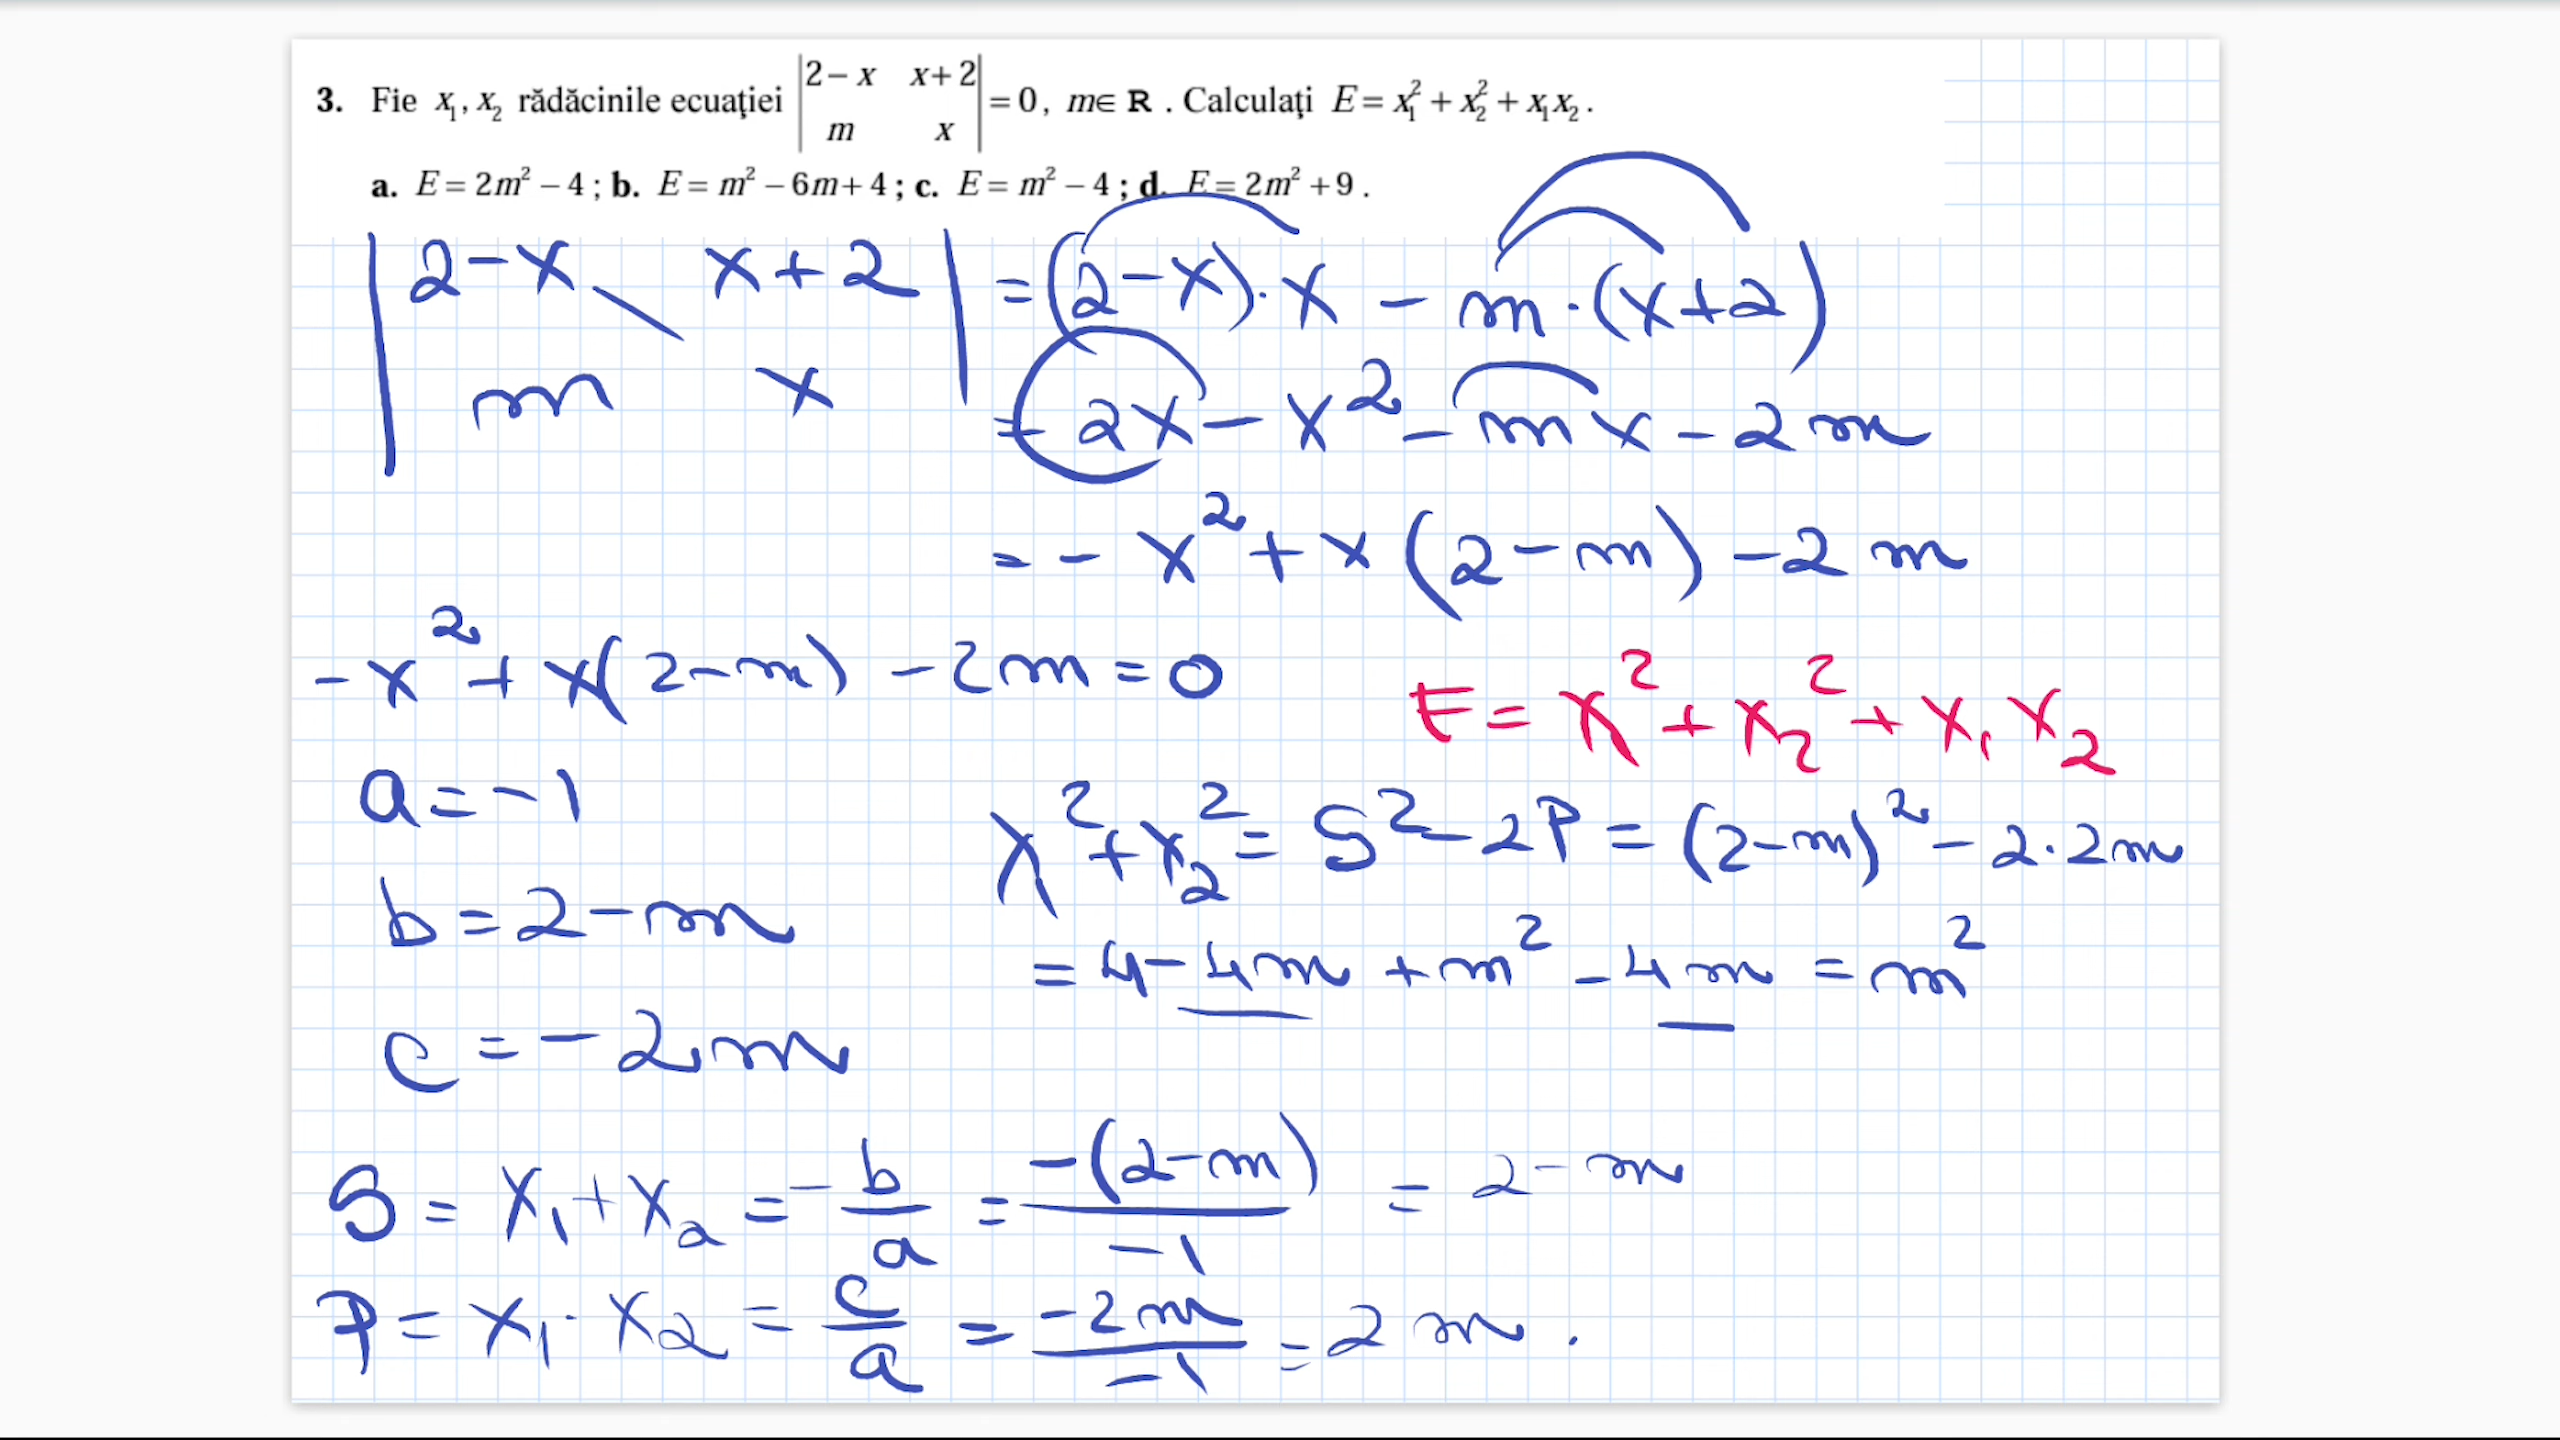 3. Fie x₁, x₂ rădăcinile ecuației |2−x x+2; m x| = 0, m∈ R . Calculați E= x₁² + x₂² + x₁x₂ .
a. E= 2m² − 4 ; b. E= m² − 6m+ 4 ; c. E= m² − 4 ; d. E= 2m² + 9 .
|2−x x+2; m x| = (2−x)·x − m·(x+2)
= 2x − x² − mx − 2m
= − x² + x (2−m) −2m
−x² + x(2−m) −2m = 0
E = x² + x₂² + x₁x₂
a = −1
x² + x₂² = S² − 2P = (2−m)² − 2·2m
b = 2−m
= 4−4m + m² −4m = m²
c = −2m
S = x₁ + x₂ = −b/a = −(2−m)/−1 = 2−m
P = x₁·x₂ = c/a = −2m/−1 = 2m.